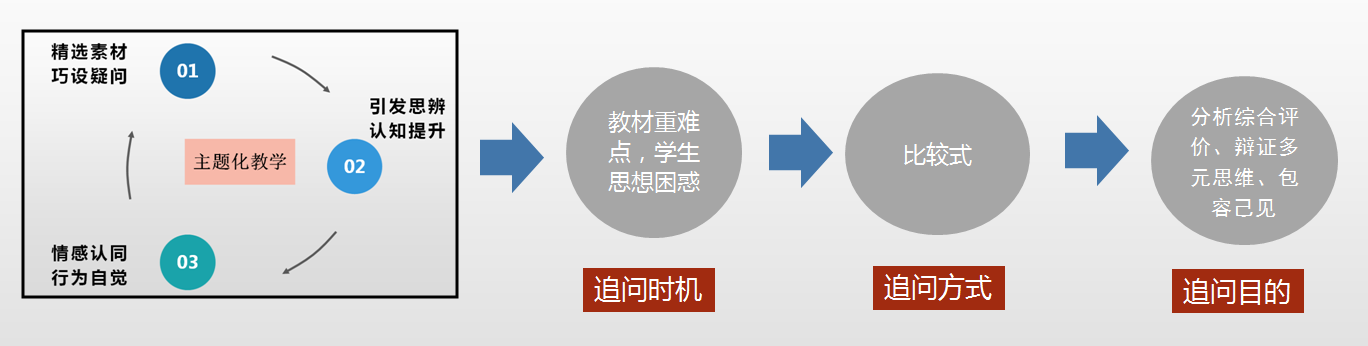 精选素材
巧设疑问
01
引发思辨
认知提升
02
主题化教学
情感认同
行为自觉
03
教材重难
点，学生
思想困惑
追问时机
比较式
追问方式
分析综合评
价、辩证多
元思维、包
容己见
追问目的